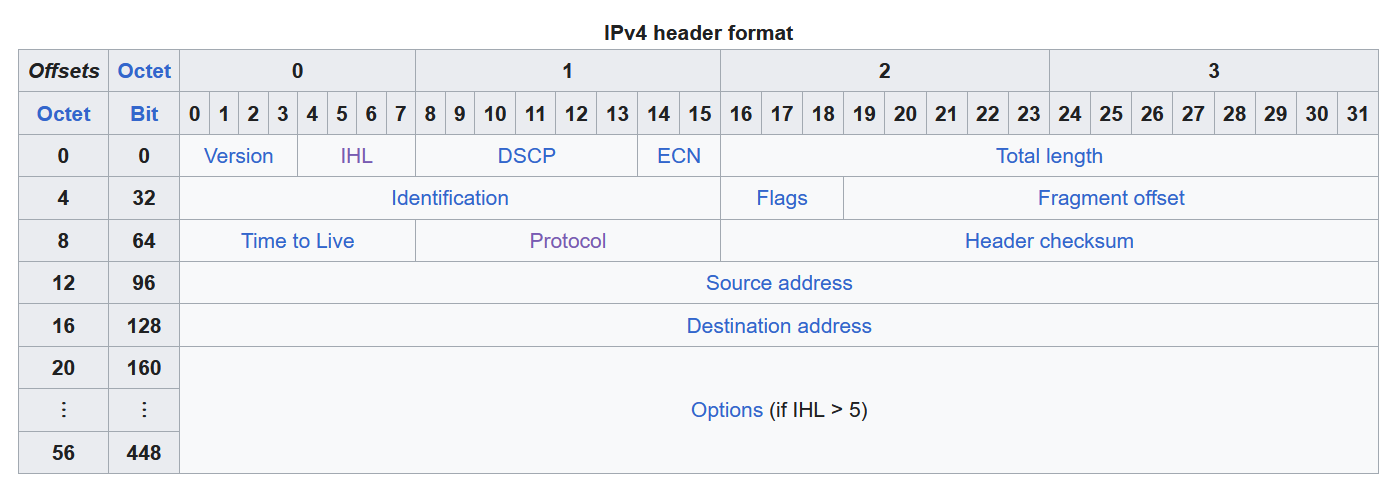 IPv4 header format
Offsets Octet 0 1 2 3
Octet Bit 0 1 2 3 4 5 6 7 8 9 10 11 12 13 14 15 16 17 18 19 20 21 22 23 24 25 26 27 28 29 30 31
0 0 Version IHL DSCP ECN Total length
4 32 Identification Flags Fragment offset
8 64 Time to Live Protocol Header checksum
12 96 Source address
16 128 Destination address
20 160
⋮ ⋮ Options (if IHL > 5)
56 448